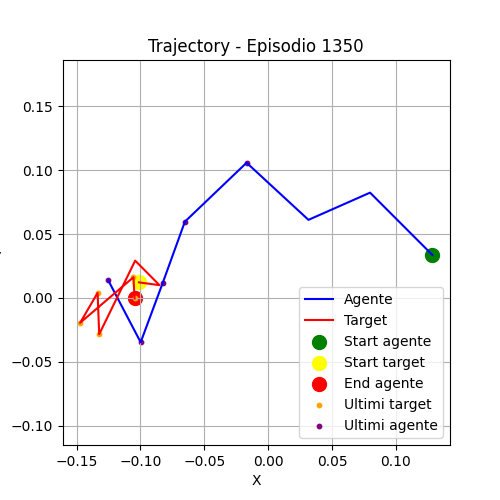 Trajectory - Episodio 1350
0.15
0.10
0.05
0.00
−0.05
−0.10
−0.15
−0.10
−0.05
0.00
0.05
0.10
X
Agente
Target
Start agente
Start target
End agente
Ultimi target
Ultimi agente